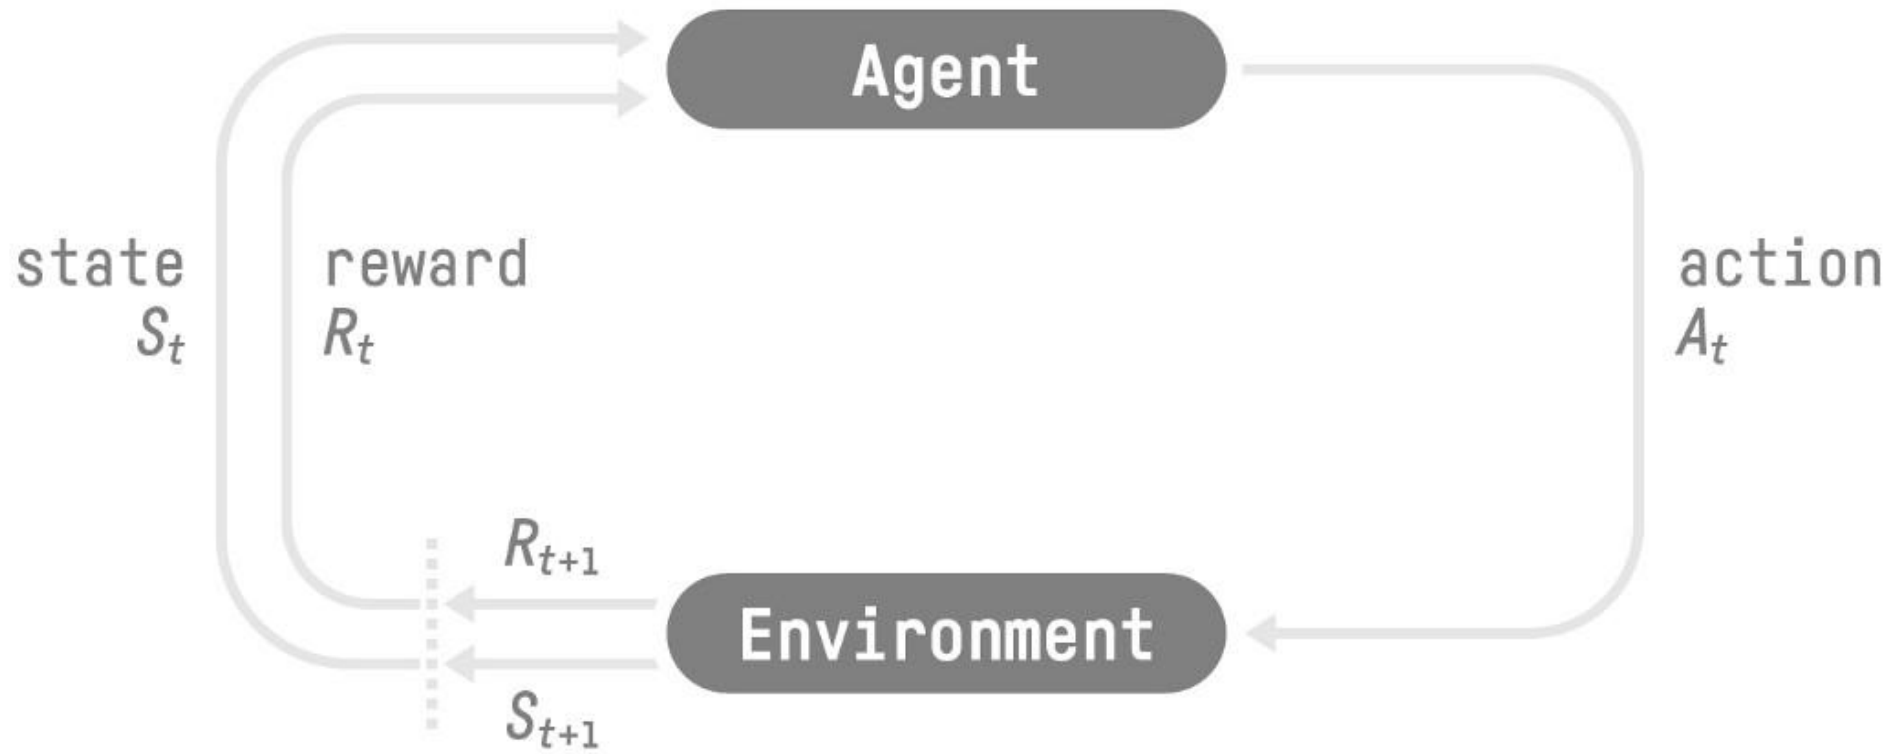 Agent
state
S_t
reward
R_t
action
A_t
R_{t+1}
Environment
S_{t+1}